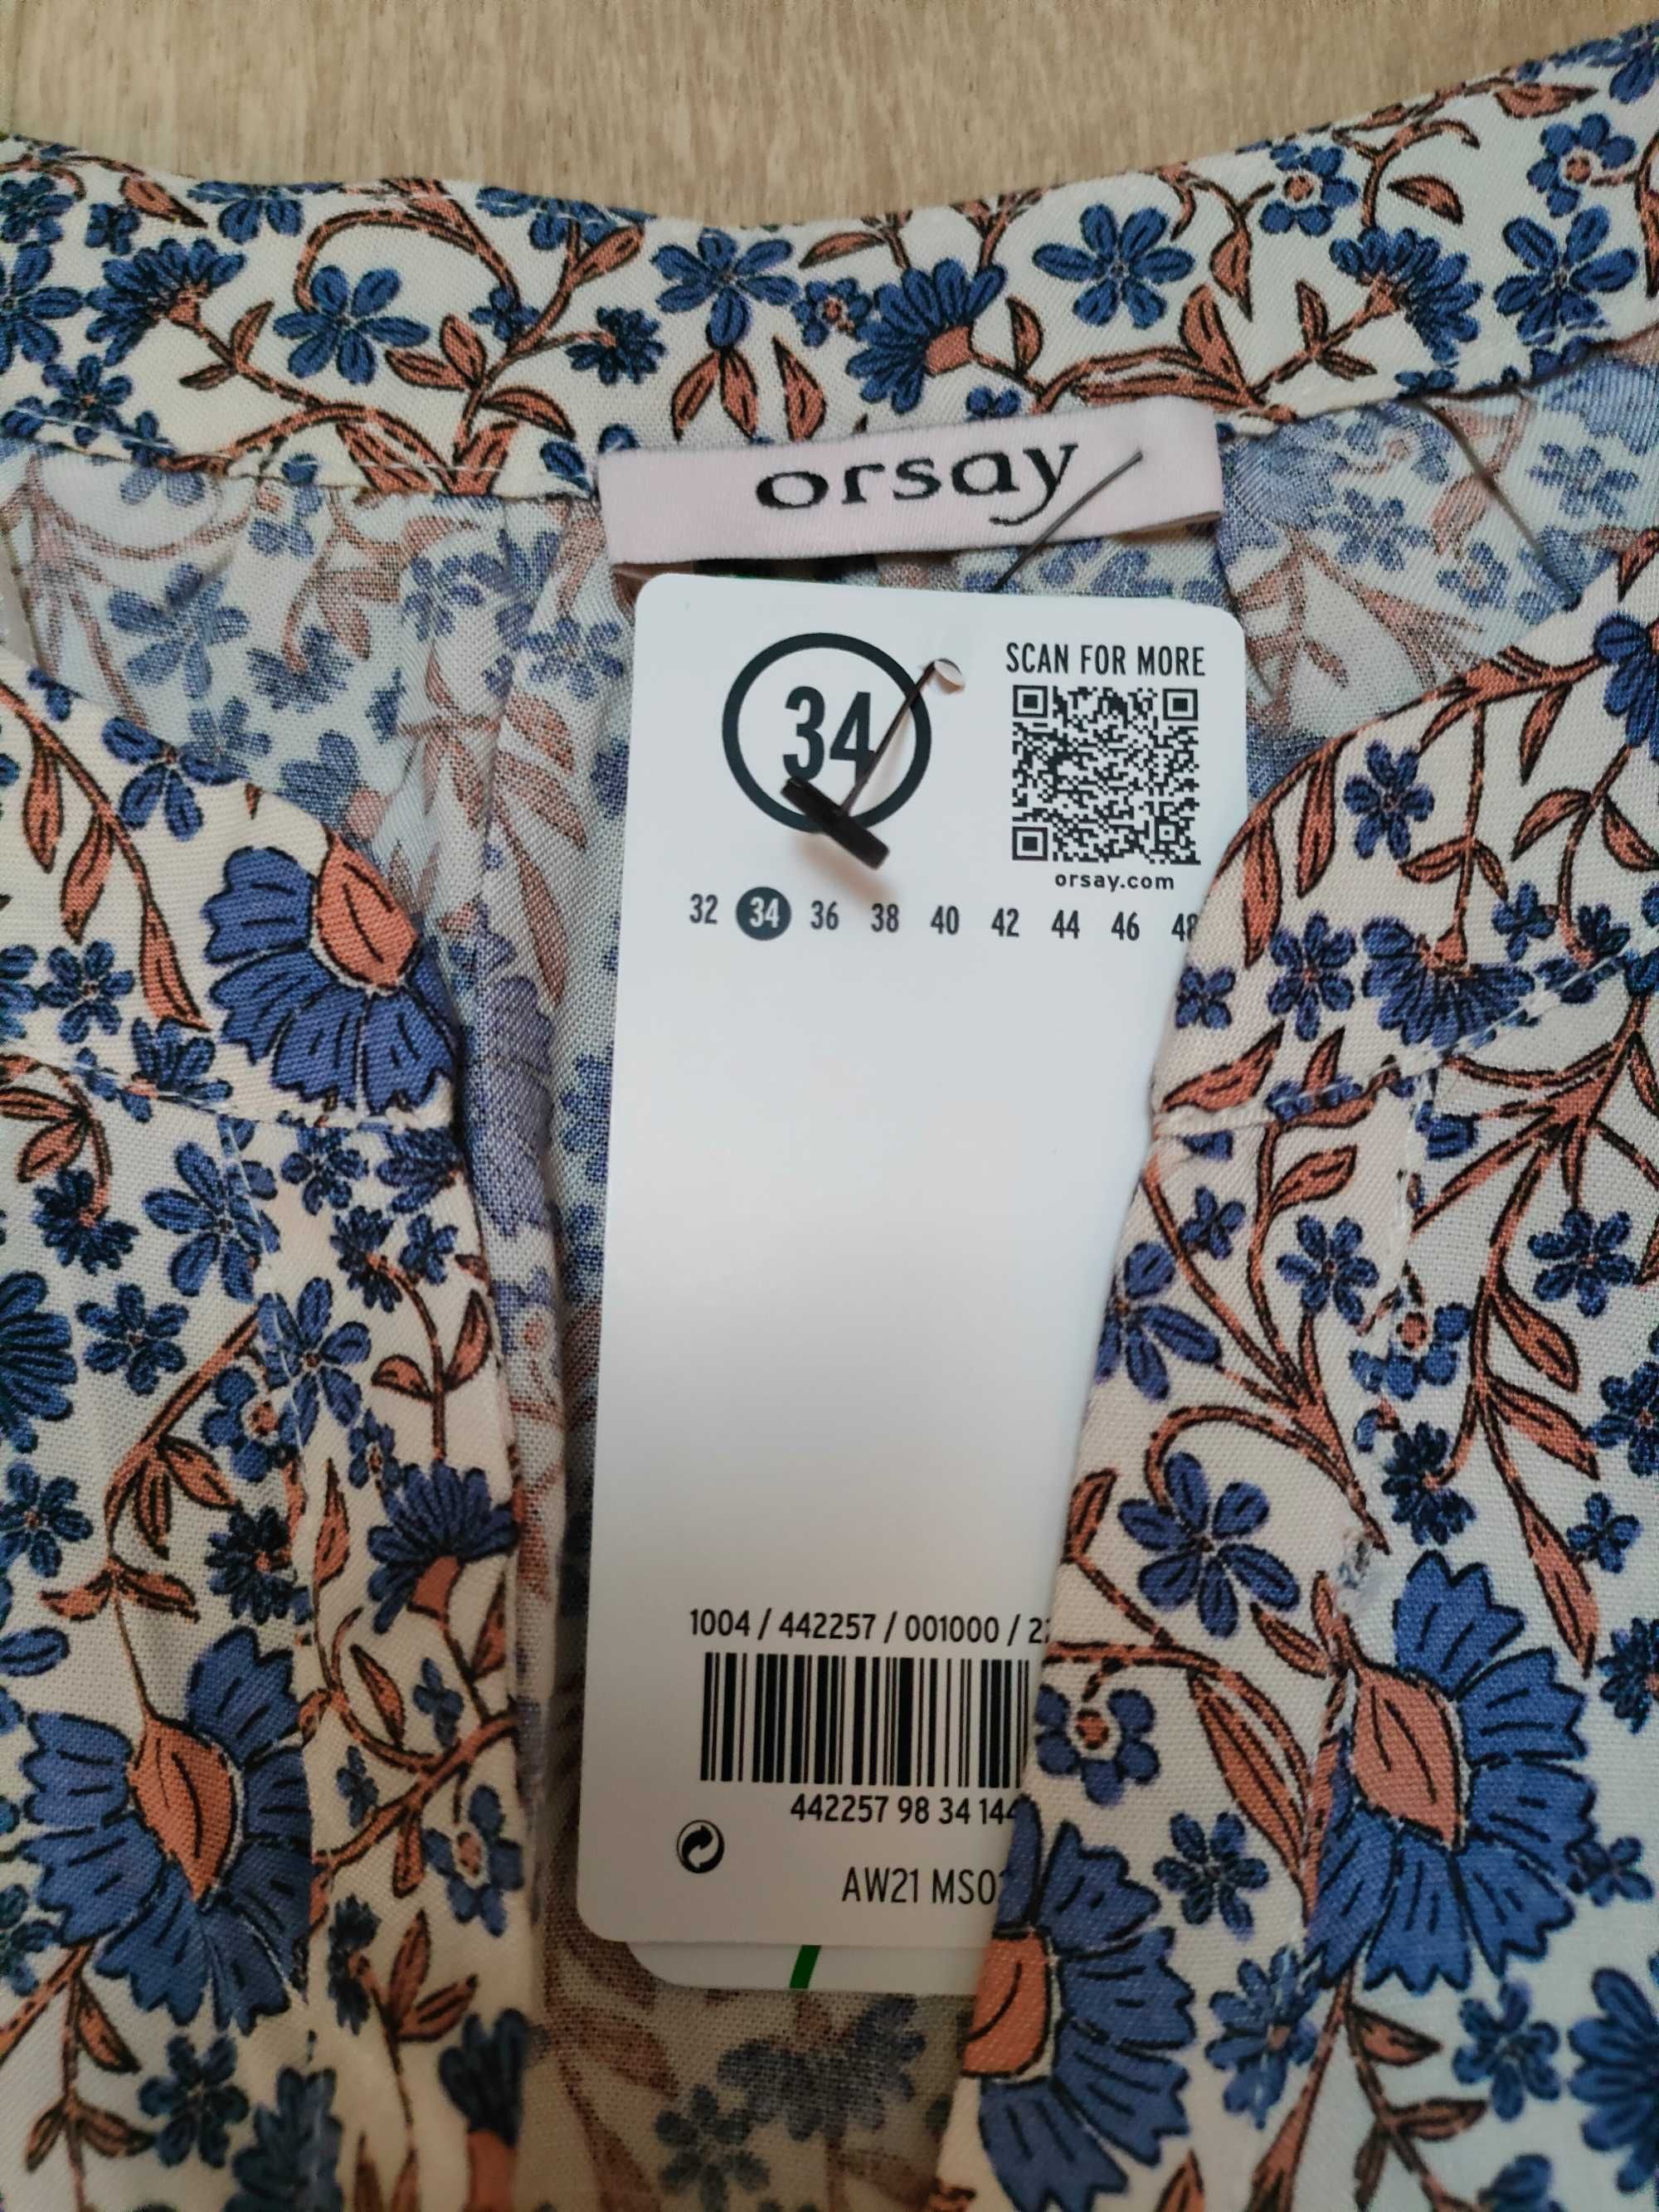 orsay
34
SCAN FOR MORE
orsay.com
32 34 36 38 40 42 44 46 48
1004 / 442257 / 001000 /
442257 98 34
AW21